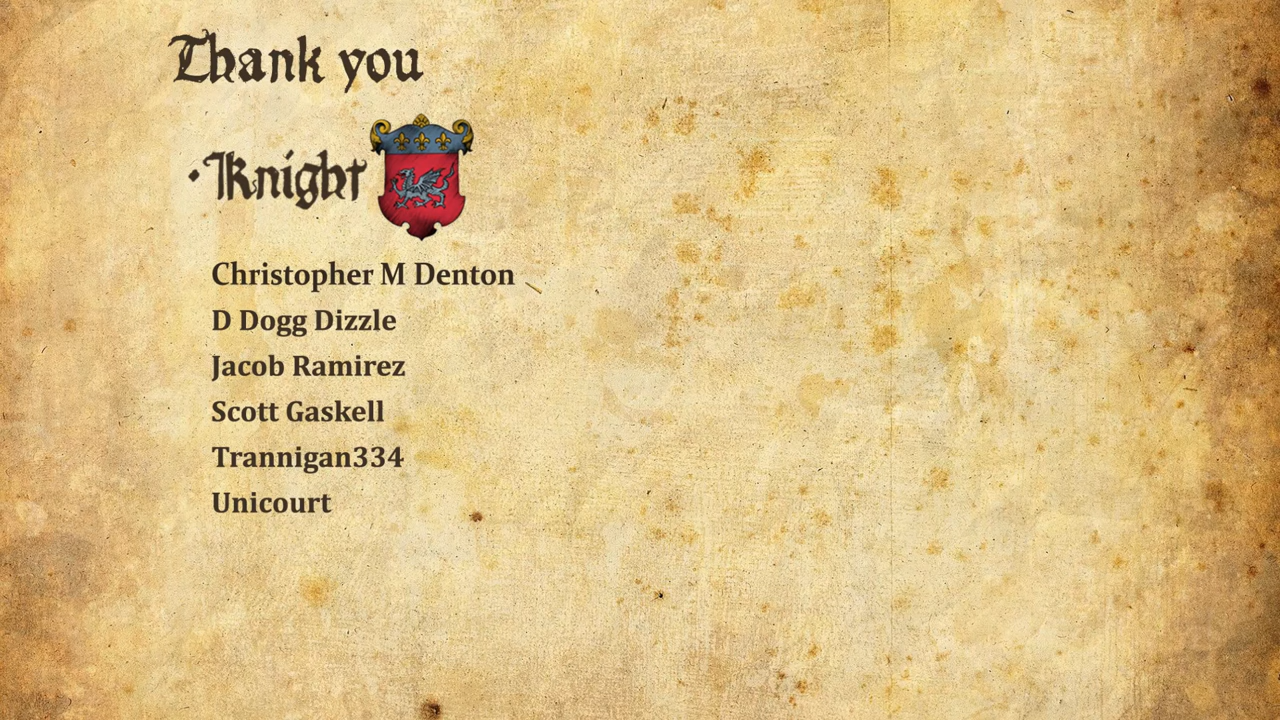 Thank you
·Knight
Christopher M Denton
D Dogg Dizzle
Jacob Ramirez
Scott Gaskell
Trannigan334
Unicourt